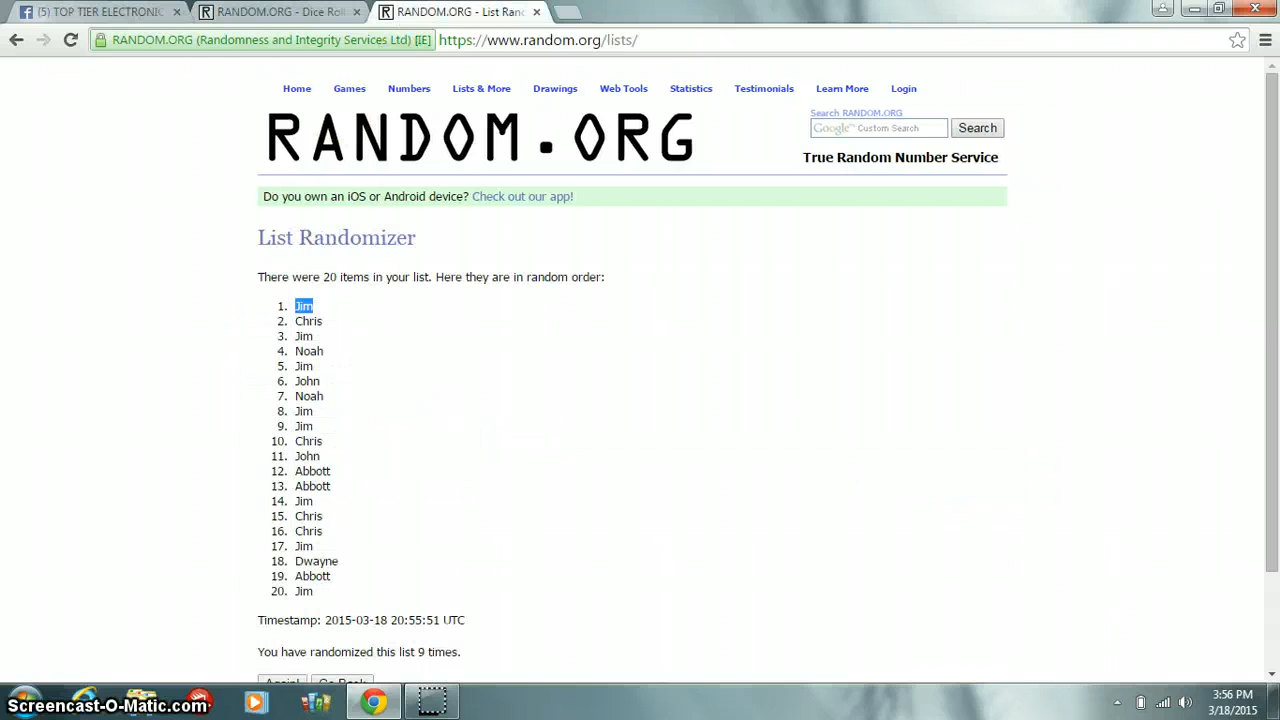 (5) TOP TIER ELECTRONIC
RANDOM.ORG - Dice Roll
RANDOM.ORG - List Ran
RANDOM.ORG (Randomness and Integrity Services Ltd) [IE] https://www.random.org/lists/
Home Games Numbers Lists & More Drawings Web Tools Statistics Testimonials Learn More Login
Search RANDOM.ORG
RANDOM.ORG
Google™ Custom Search Search
True Random Number Service
Do you own an iOS or Android device? Check out our app!
List Randomizer
There were 20 items in your list. Here they are in random order:
1. Jim
2. Chris
3. Jim
4. Noah
5. Jim
6. John
7. Noah
8. Jim
9. Jim
10. Chris
11. John
12. Abbott
13. Abbott
14. Jim
15. Chris
16. Chris
17. Jim
18. Dwayne
19. Abbott
20. Jim
Timestamp: 2015-03-18 20:55:51 UTC
You have randomized this list 9 times.
Again! Go Back
Screencast-O-Matic.com
3:56 PM
3/18/2015